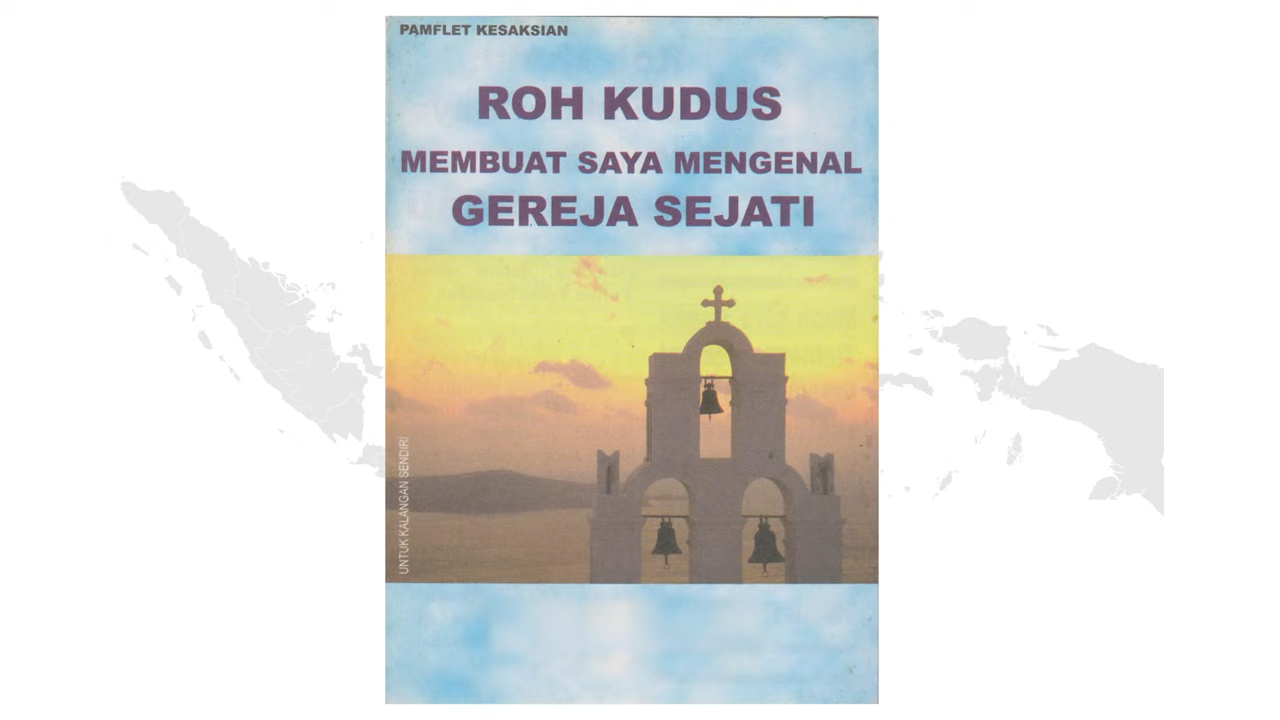 PAMFLET KESAKSIAN
ROH KUDUS
MEMBUAT SAYA MENGENAL
GEREJA SEJATI
UNTUK KALANGAN SENDIRI